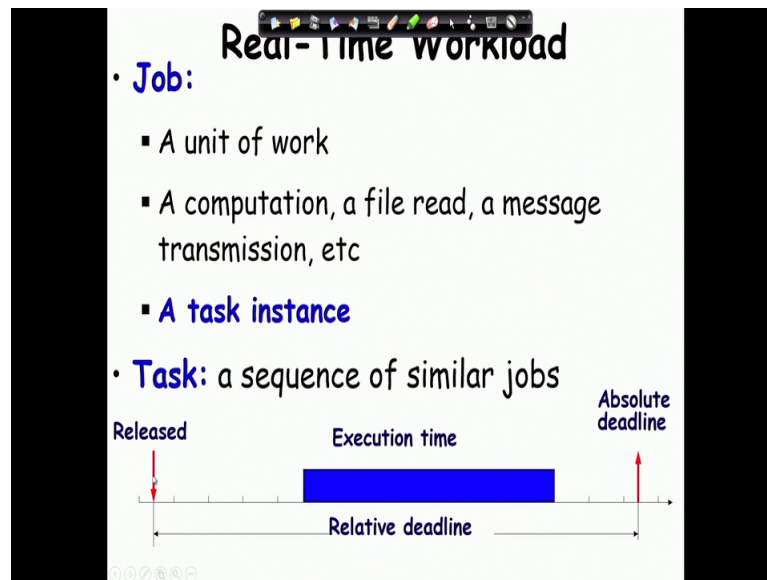 Real-Time Workload
• Job:
▪ A unit of work
▪ A computation, a file read, a message
transmission, etc
▪ A task instance
• Task: a sequence of similar jobs
Absolute
deadline
Released
Execution time
Relative deadline